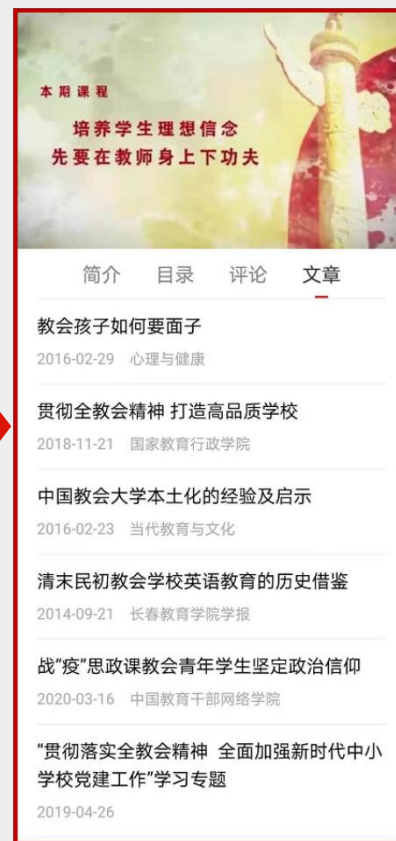 本期课程
培养学生理想信念
先要在教师身上下功夫
简介 目录 评论 文章
教会孩子如何要面子
2016-02-29 心理与健康
贯彻全教会精神 打造高品质学校
2018-11-21 国家教育行政学院
中国教会大学本土化的经验及启示
2016-02-23 当代教育与文化
清末民初教会学校英语教育的历史借鉴
2014-09-21 长春教育学院学报
战“疫”思政课教会青年学生坚定政治信仰
2020-03-16 中国教育干部网络学院
“贯彻落实全教会精神 全面加强新时代中小
学校党建工作”学习专题
2019-04-26